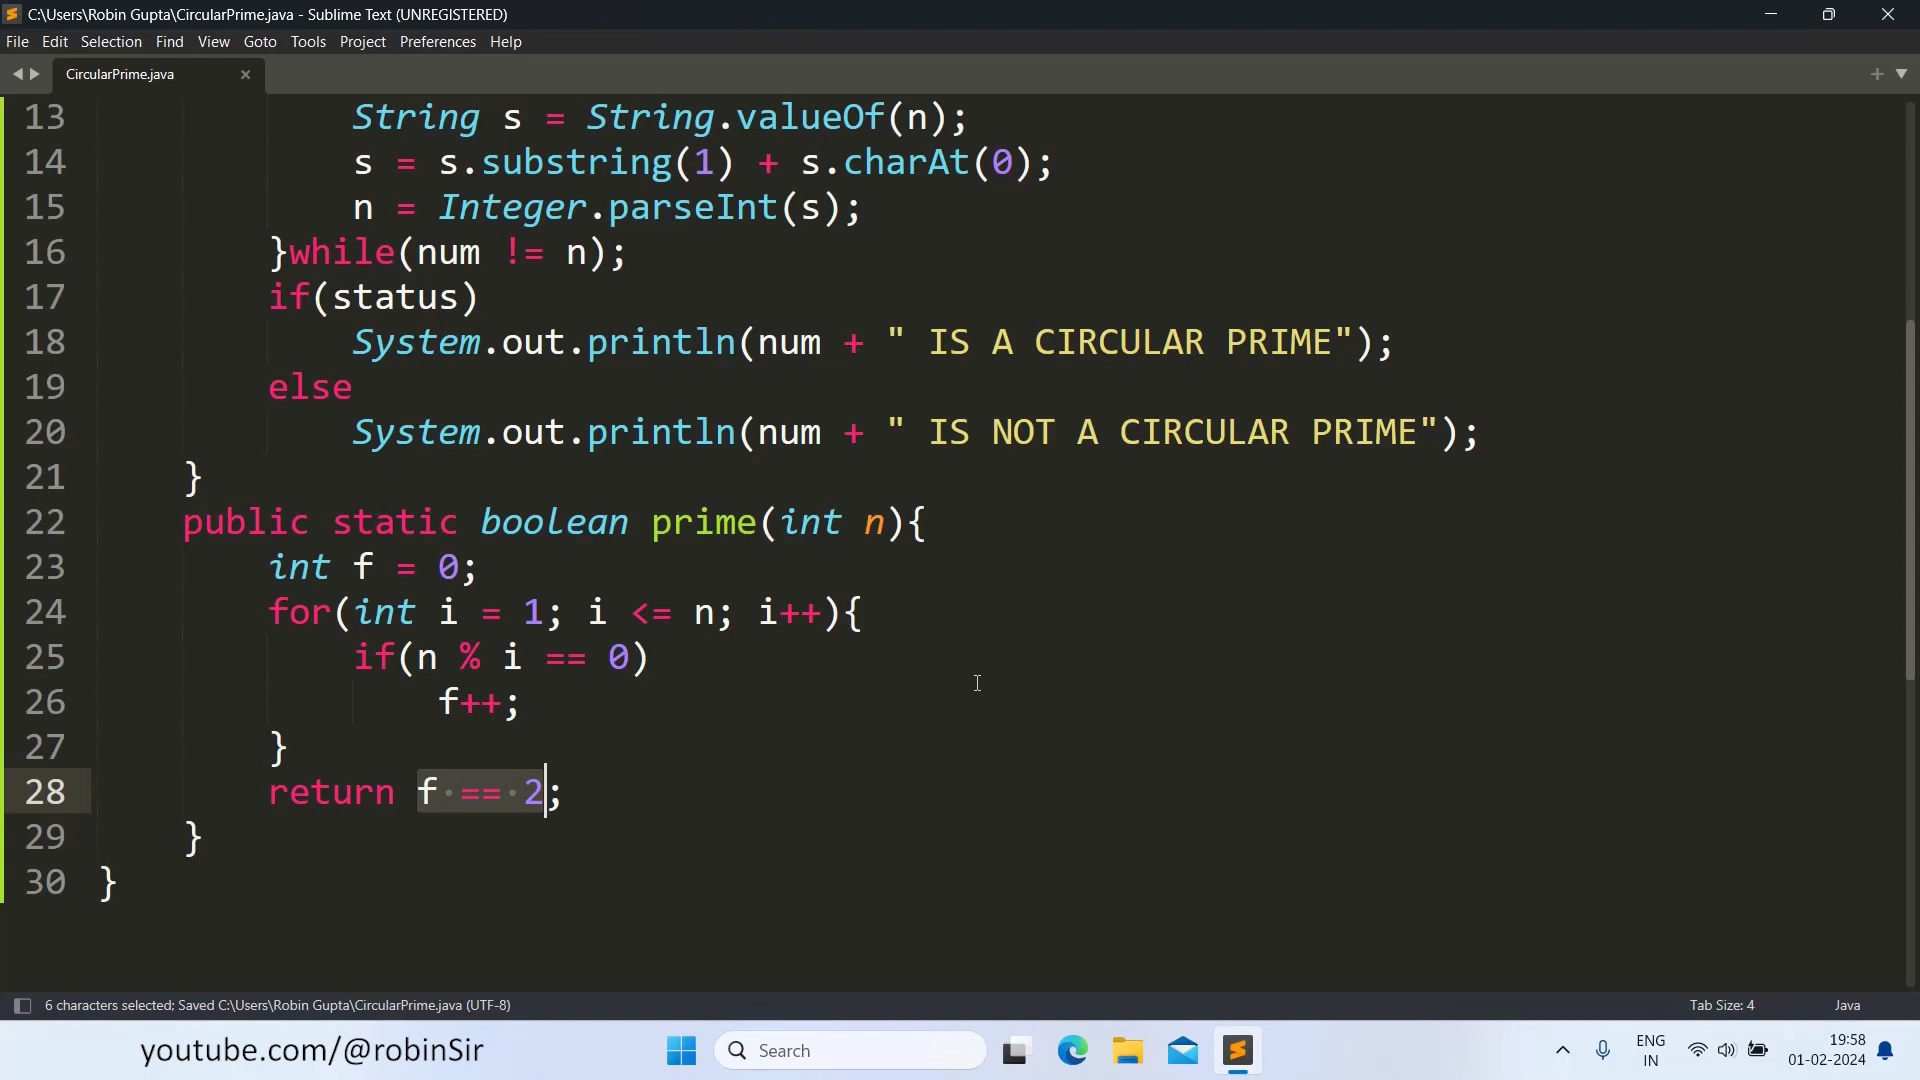 C:\Users\Robin Gupta\CircularPrime.java - Sublime Text (UNREGISTERED)
File Edit Selection Find View Goto Tools Project Preferences Help
CircularPrime.java
13 String s = String.valueOf(n);
14 s = s.substring(1) + s.charAt(0);
15 n = Integer.parseInt(s);
16 }while(num != n);
17 if(status)
18 System.out.println(num + " IS A CIRCULAR PRIME");
19 else
20 System.out.println(num + " IS NOT A CIRCULAR PRIME");
21 }
22 public static boolean prime(int n){
23 int f = 0;
24 for(int i = 1; i <= n; i++){
25 if(n % i == 0)
26 f++;
27 }
28 return f == 2;
29 }
30 }
6 characters selected; Saved C:\Users\Robin Gupta\CircularPrime.java (UTF-8) Tab Size: 4 Java
youtube.com/@robinSir Search ENG 19:58
IN 01-02-2024